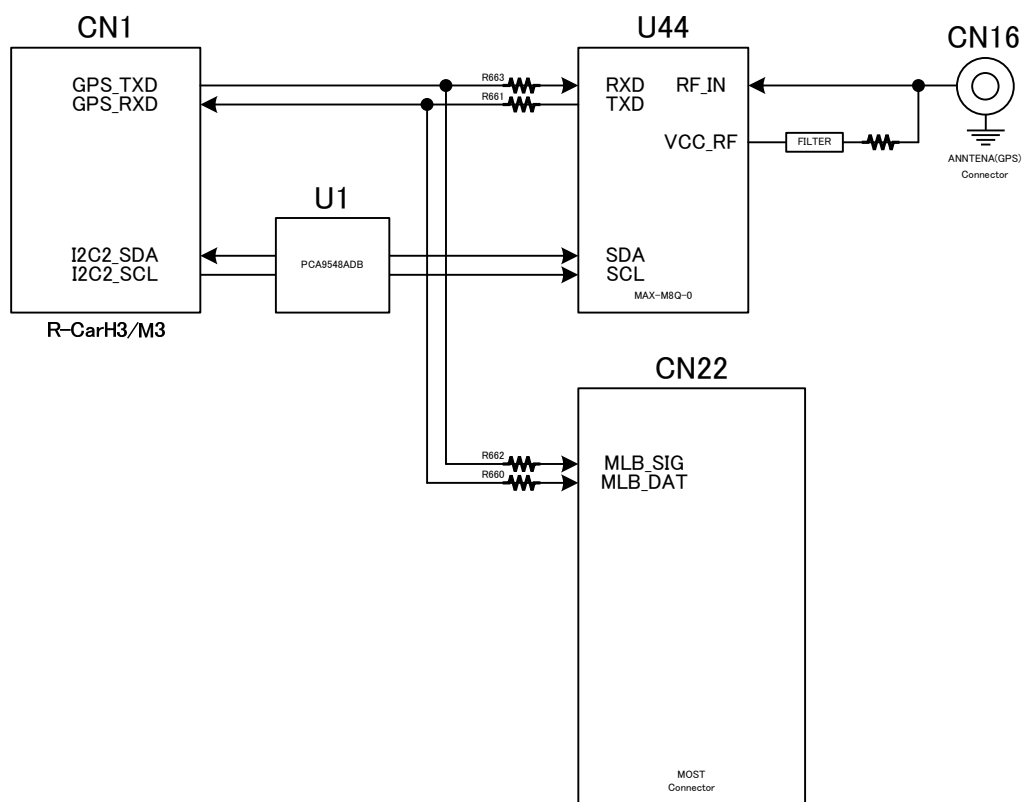 CN1
U44
CN16
GPS_TXD
GPS_RXD
R663
R661
RXD
TXD
RF_IN
VCC_RF
FILTER
ANNTENA(GPS)
Connector
U1
I2C2_SDA
I2C2_SCL
PCA9548ADB
SDA
SCL
MAX-M8Q-0
R-CarH3/M3
CN22
R662
R660
MLB_SIG
MLB_DAT
MOST
Connector